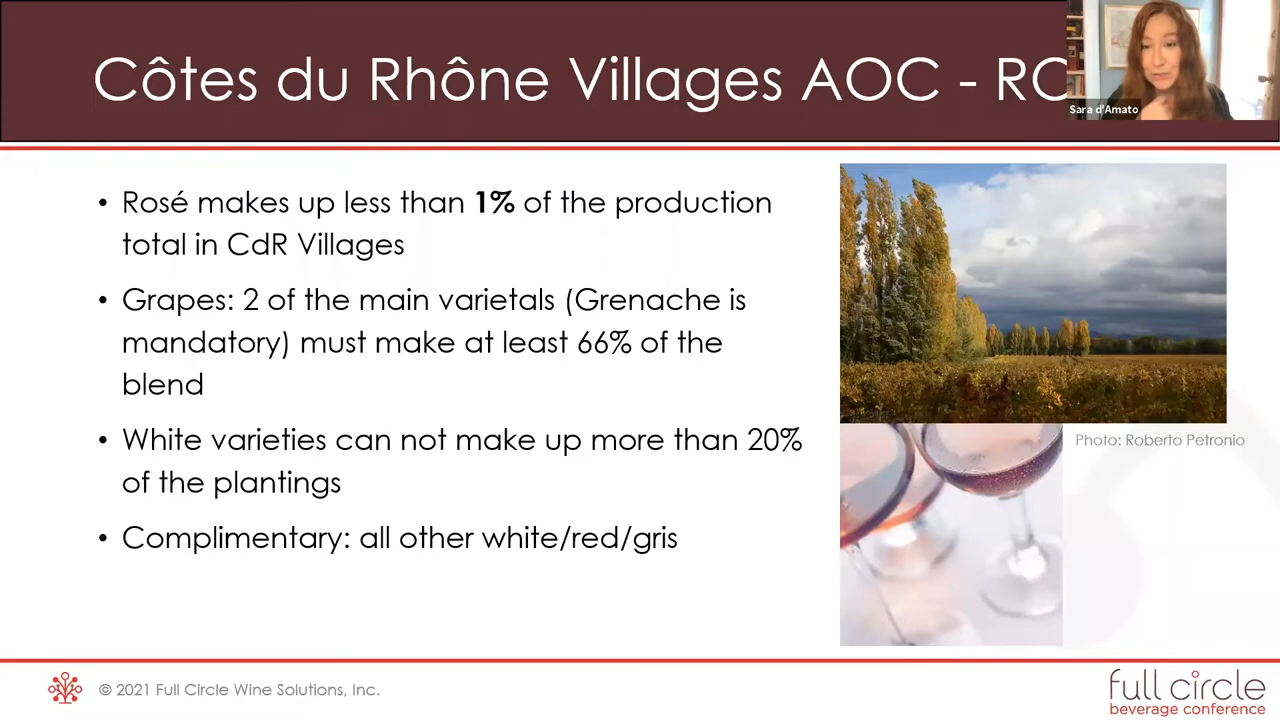 Côtes du Rhône Villages AOC - RO
Sara d'Amato
• Rosé makes up less than 1% of the production
total in CdR Villages
• Grapes: 2 of the main varietals (Grenache is
mandatory) must make at least 66% of the
blend
• White varieties can not make up more than 20%
of the plantings
• Complimentary: all other white/red/gris
Photo: Roberto Petronio
© 2021 Full Circle Wine Solutions, Inc.
full circle
beverage conference